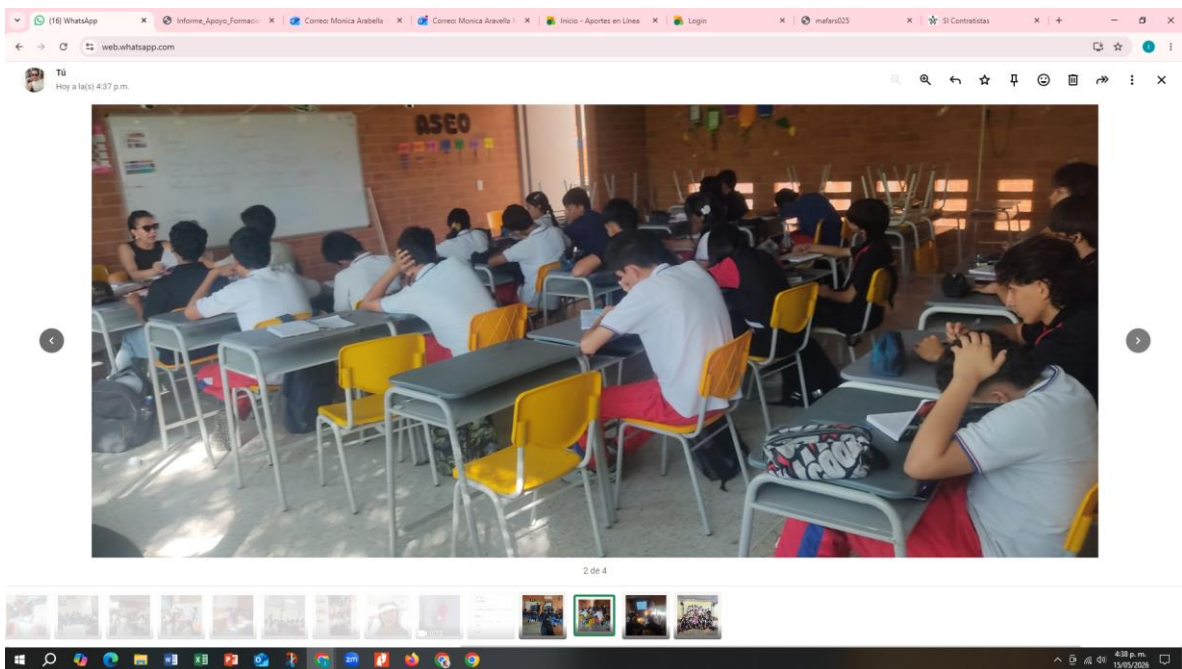 (16) WhatsApp
Informe_Apoyo_Formacio
Correo: Monica Arabella
Correo: Monica Aravella
Inicio - Aportes en Línea
Login
mafars025
SI Contratistas
web.whatsapp.com
Tú
Hoy a la(s) 4:37 p.m.
ASEO
2 de 4
zm
4:38 p. m.
15/05/2026